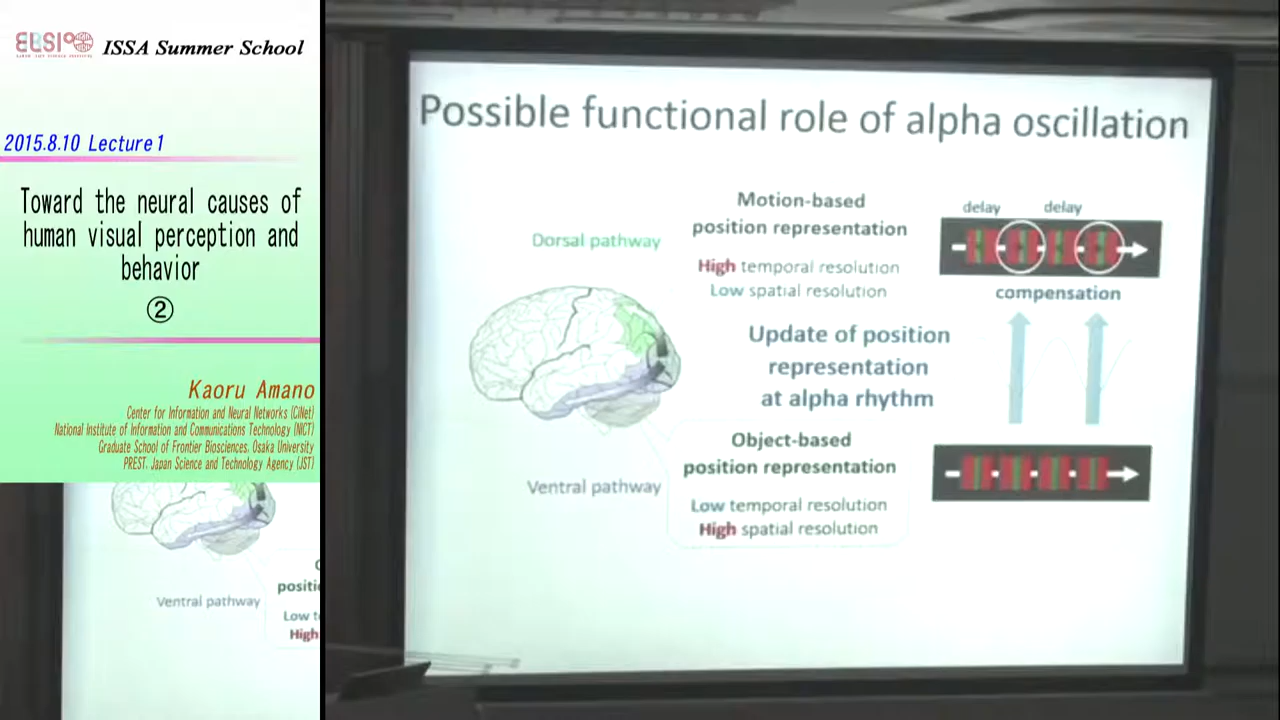 ELSI
ISSA Summer School
2015.8.10 Lecture1
Toward the neural causes of
human visual perception and
behavior
②
Kaoru Amano
Center for Information and Neural Networks (CiNet)
National Institute of Information and Communications Technology (NICT)
Graduate School of Frontier Biosciences, Osaka University
PREST, Japan Science and Technology Agency (JST)
Ventral pathway
positi
Low t
High
Possible functional role of alpha oscillation
Dorsal pathway
Motion-based
position representation
High temporal resolution
Low spatial resolution
delay delay
compensation
Update of position
representation
at alpha rhythm
Object-based
position representation
Ventral pathway
Low temporal resolution
High spatial resolution